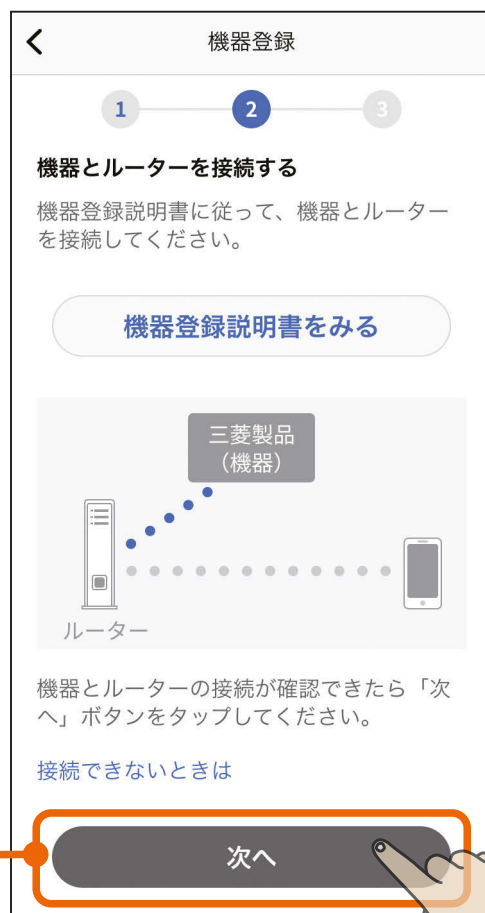 機器登録
1 2 3
機器とルーターを接続する
機器登録説明書に従って、機器とルーター
を接続してください。
機器登録説明書をみる
三菱製品
（機器）
ルーター
機器とルーターの接続が確認できたら「次
へ」ボタンをタップしてください。
接続できないときは
次へ